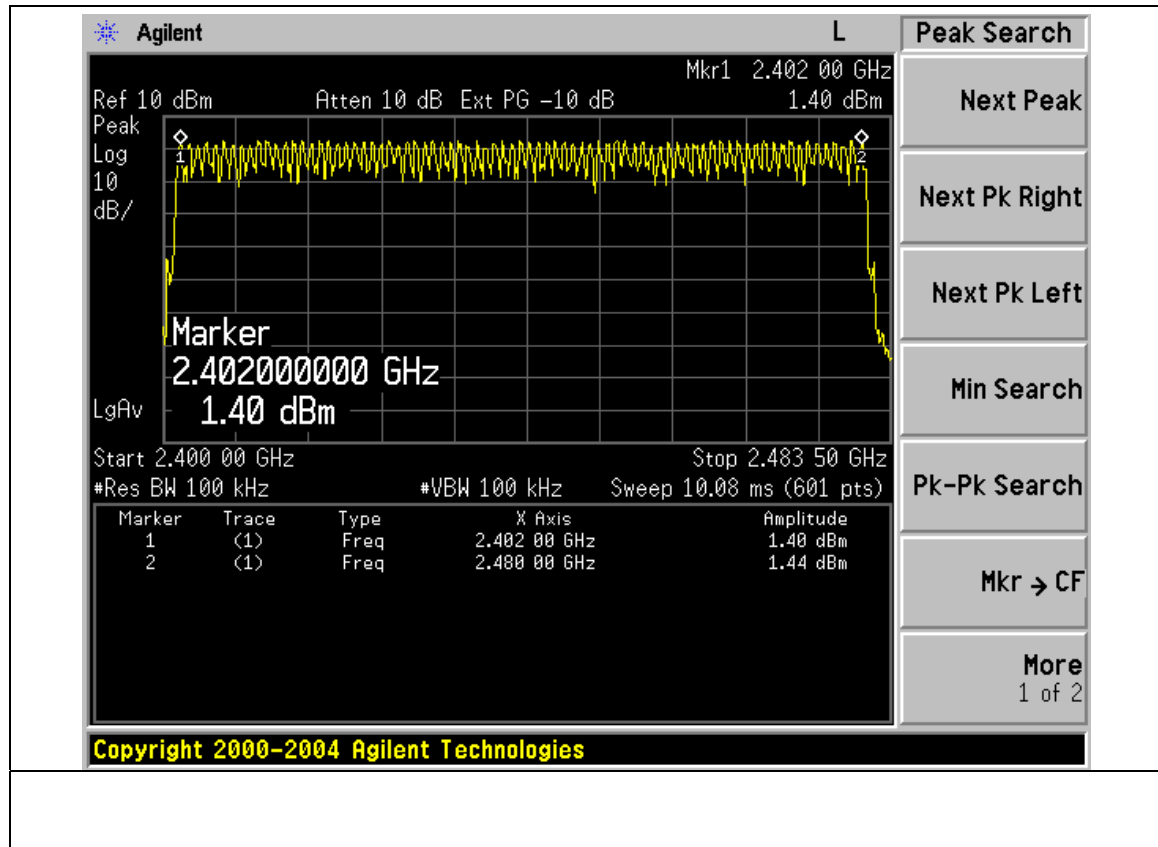 Agilent L Peak Search
Mkr1 2.402 00 GHz
Ref 10 dBm Atten 10 dB Ext PG -10 dB 1.40 dBm
Peak
Log
10
dB/
1 2
Marker
2.402000000 GHz
1.40 dBm
LgAv
Start 2.400 00 GHz Stop 2.483 50 GHz
#Res BW 100 kHz #VBW 100 kHz Sweep 10.08 ms (601 pts)
Marker Trace Type X Axis Amplitude
1 (1) Freq 2.402 00 GHz 1.40 dBm
2 (1) Freq 2.480 00 GHz 1.44 dBm
Next Peak
Next Pk Right
Next Pk Left
Min Search
Pk-Pk Search
Mkr → CF
More
1 of 2
Copyright 2000-2004 Agilent Technologies